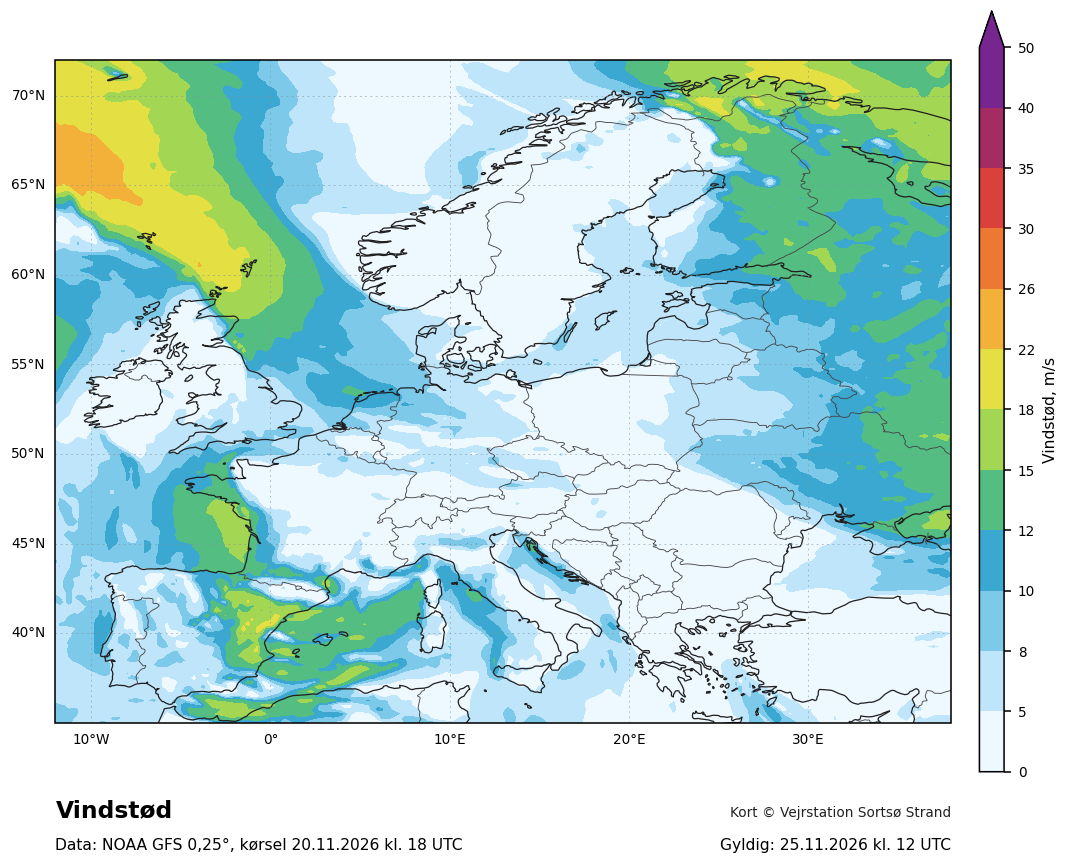 70°N
65°N
60°N
55°N
50°N
45°N
40°N
10°W
0°
10°E
20°E
30°E
50
40
35
30
26
22
18
15
12
10
8
5
0
Vindstød, m/s
Vindstød
Kort © Vejrstation Sortsø Strand
Data: NOAA GFS 0,25°, kørsel 20.11.2026 kl. 18 UTC
Gyldig: 25.11.2026 kl. 12 UTC